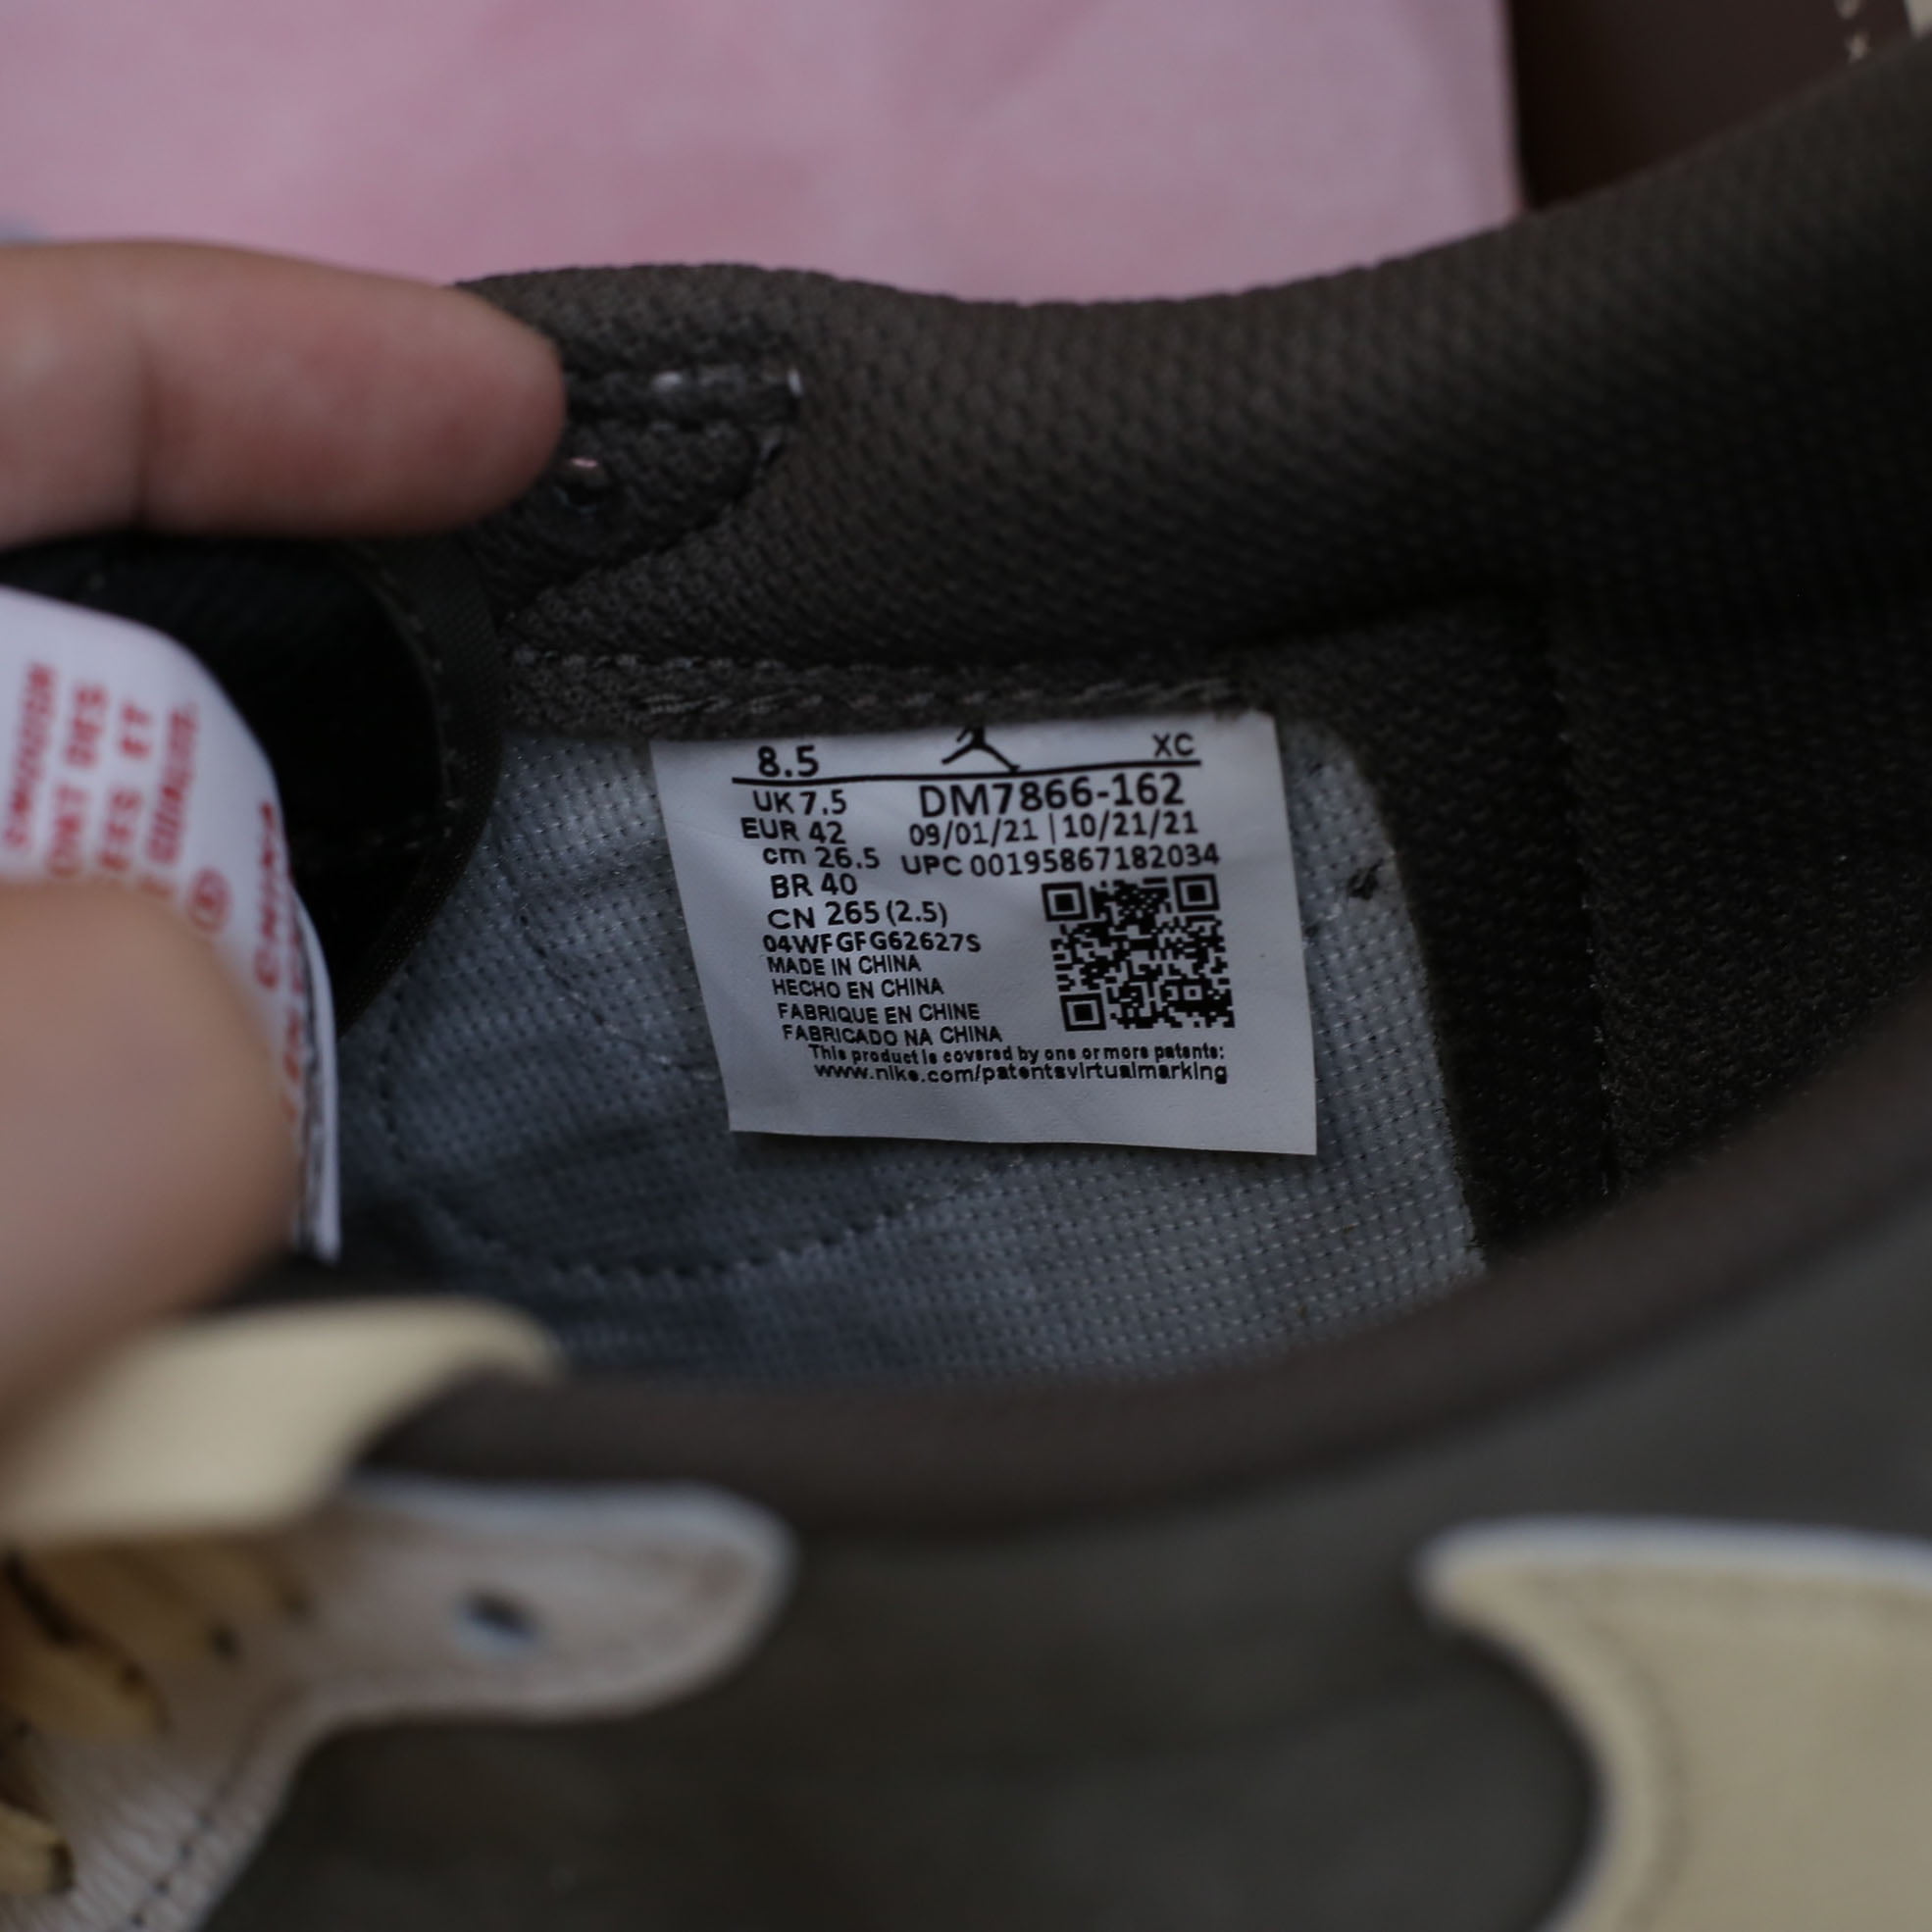 8.5 XC
UK 7.5 DM7866-162
EUR 42 09/01/21 | 10/21/21
cm 26.5 UPC 00195867182034
BR 40
CN 265 (2.5)
04WFGFG62627S
MADE IN CHINA
HECHO EN CHINA
FABRIQUE EN CHINE
FABRICADO NA CHINA
This product is covered by one or more patents:
www.nike.com/patentsvirtualmarking